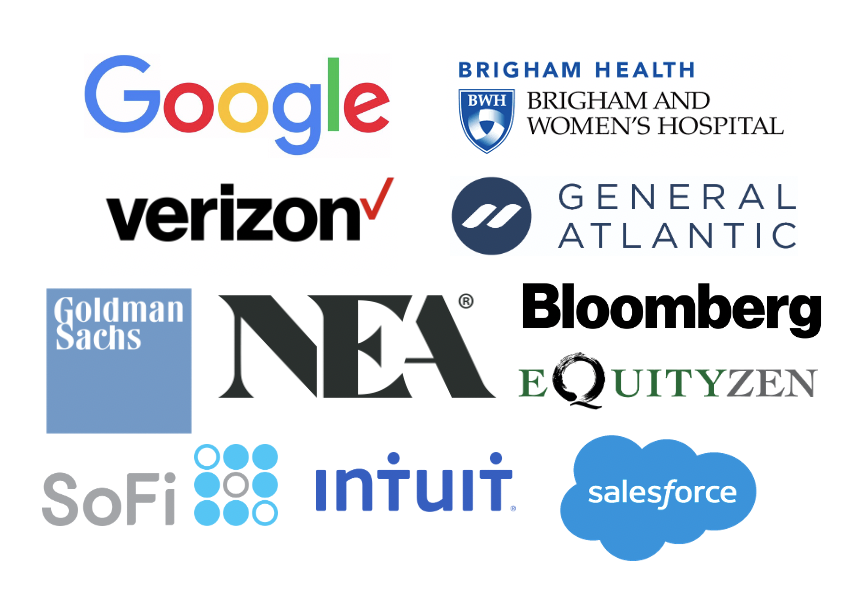 Google
BRIGHAM HEALTH
BWH
BRIGHAM AND
WOMEN'S HOSPITAL
verizon✓
GENERAL
ATLANTIC
Goldman
Sachs
NEA®
Bloomberg
EQUITYZEN
SoFi
INTUIT®
salesforce